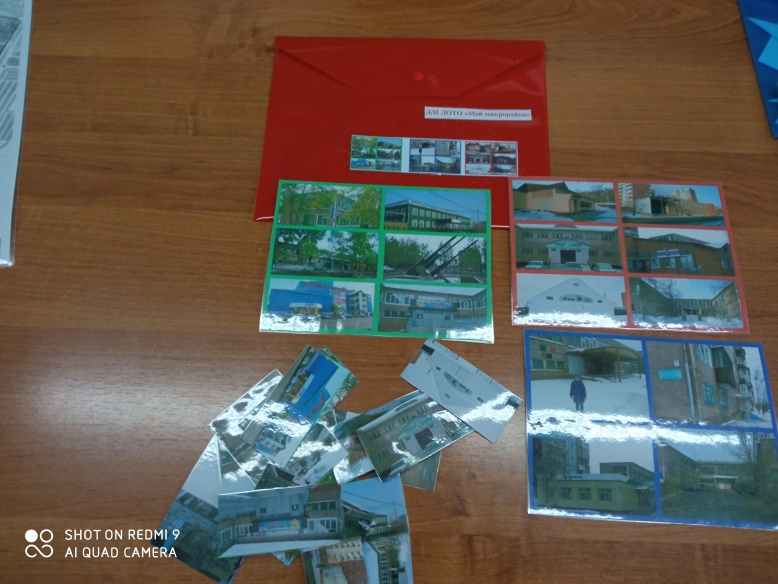 Д/И ЛОТО «Мой микрорайон»
SHOT ON REDMI 9
AI QUAD CAMERA